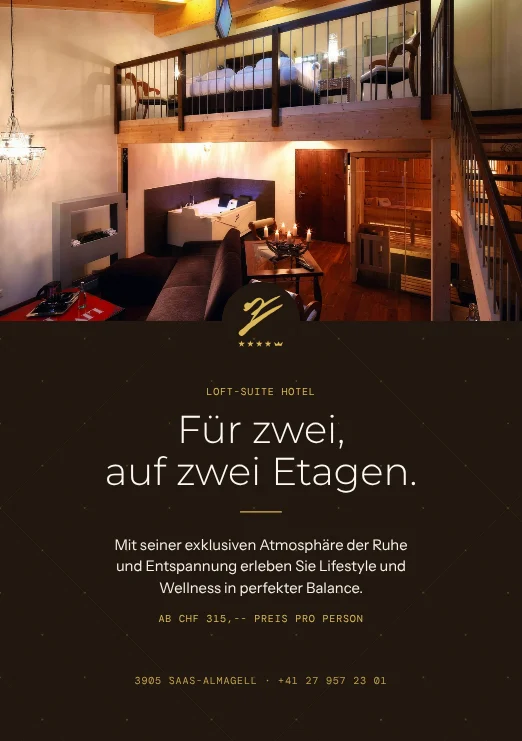 LOFT-SUITE HOTEL
Für zwei,
auf zwei Etagen.
Mit seiner exklusiven Atmosphäre der Ruhe
und Entspannung erleben Sie Lifestyle und
Wellness in perfekter Balance.
AB CHF 315,-- PREIS PRO PERSON
3905 SAAS-ALMAGELL · +41 27 957 23 01